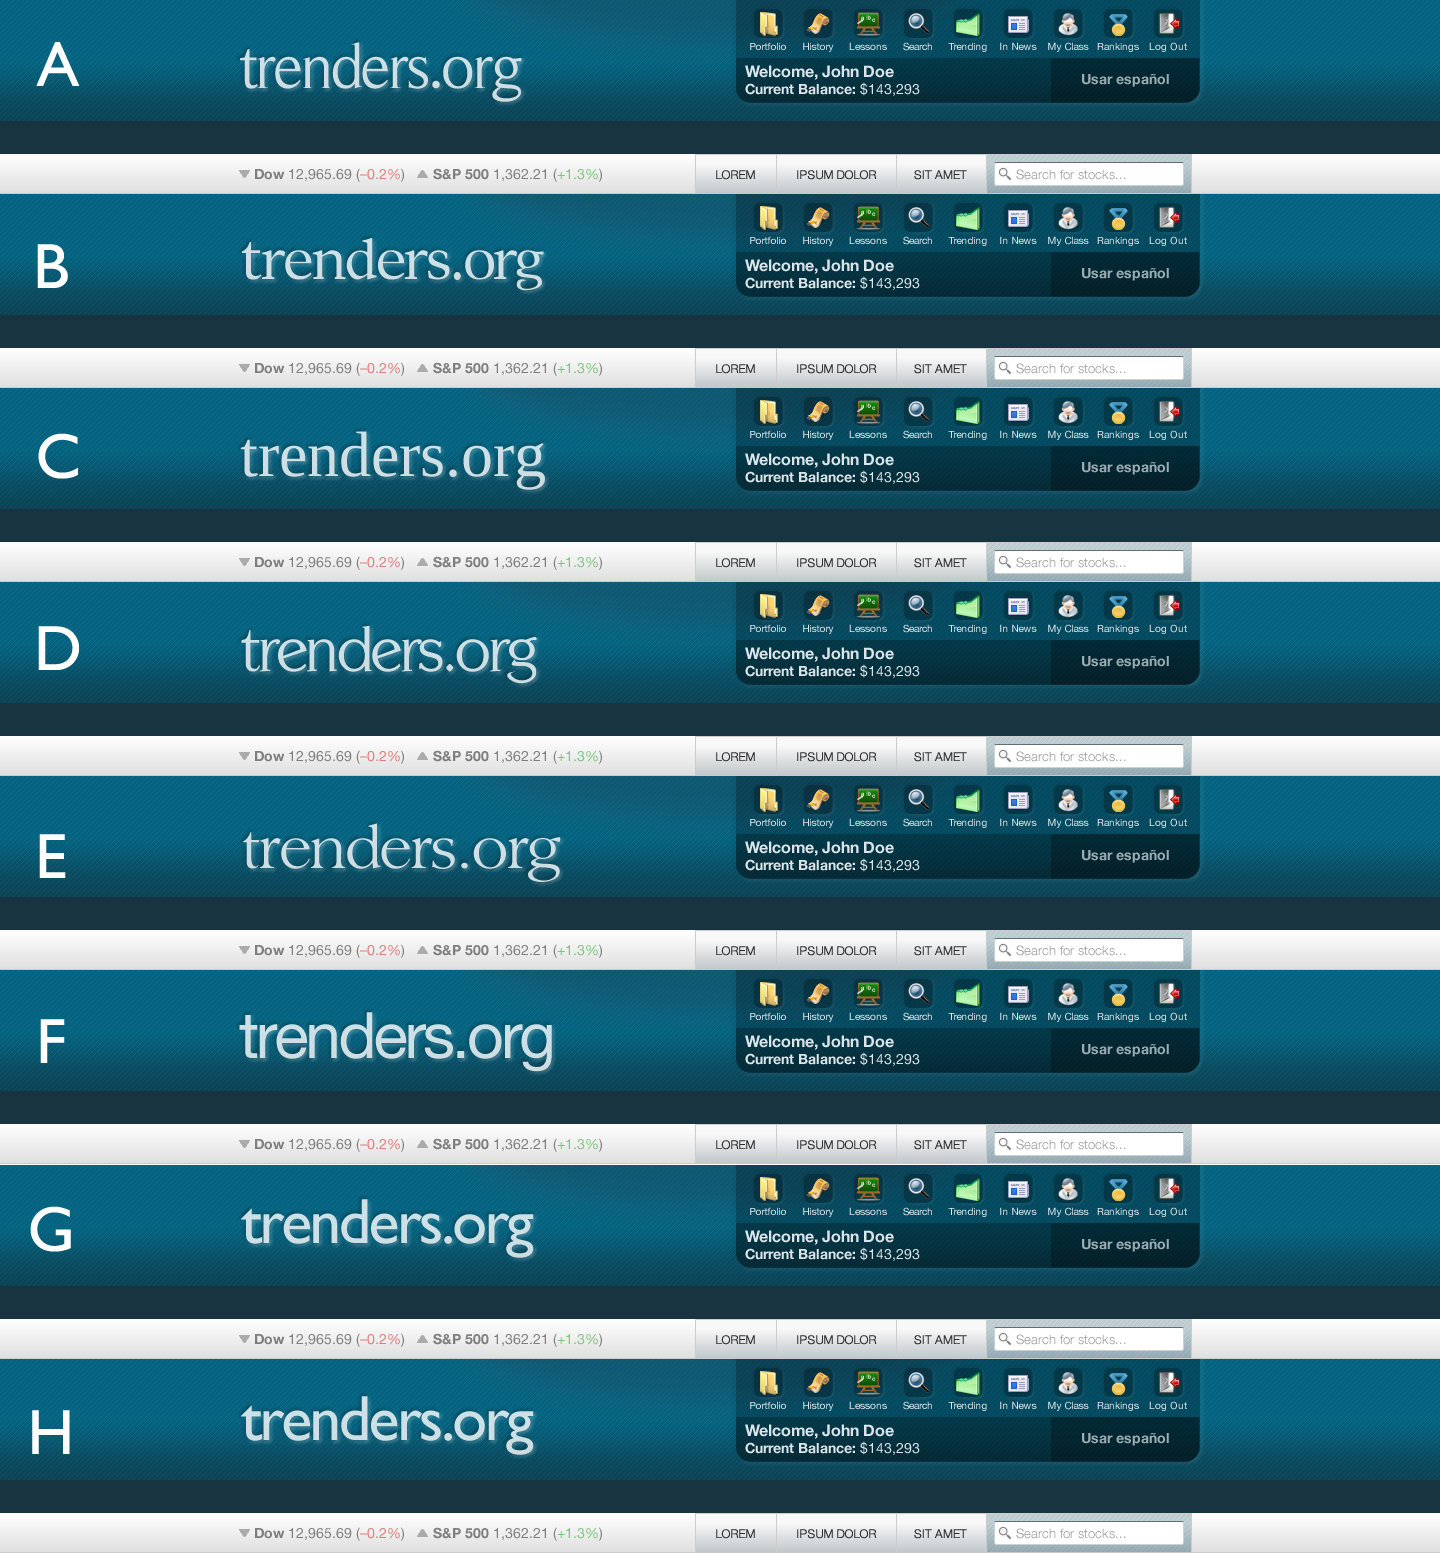 Portfolio History Lessons Search Trending In News My Class Rankings Log Out
A trenders.org
Welcome, John Doe
Current Balance: $143,293
Usar español
Dow 12,965.69 (–0.2%) S&P 500 1,362.21 (+1.3%) LOREM IPSUM DOLOR SIT AMET Search for stocks...
Portfolio History Lessons Search Trending In News My Class Rankings Log Out
B trenders.org
Welcome, John Doe
Current Balance: $143,293
Usar español
Dow 12,965.69 (–0.2%) S&P 500 1,362.21 (+1.3%) LOREM IPSUM DOLOR SIT AMET Search for stocks...
Portfolio History Lessons Search Trending In News My Class Rankings Log Out
C trenders.org
Welcome, John Doe
Current Balance: $143,293
Usar español
Dow 12,965.69 (–0.2%) S&P 500 1,362.21 (+1.3%) LOREM IPSUM DOLOR SIT AMET Search for stocks...
Portfolio History Lessons Search Trending In News My Class Rankings Log Out
D trenders.org
Welcome, John Doe
Current Balance: $143,293
Usar español
Dow 12,965.69 (–0.2%) S&P 500 1,362.21 (+1.3%) LOREM IPSUM DOLOR SIT AMET Search for stocks...
Portfolio History Lessons Search Trending In News My Class Rankings Log Out
E trenders.org
Welcome, John Doe
Current Balance: $143,293
Usar español
Dow 12,965.69 (–0.2%) S&P 500 1,362.21 (+1.3%) LOREM IPSUM DOLOR SIT AMET Search for stocks...
Portfolio History Lessons Search Trending In News My Class Rankings Log Out
F trenders.org
Welcome, John Doe
Current Balance: $143,293
Usar español
Dow 12,965.69 (–0.2%) S&P 500 1,362.21 (+1.3%) LOREM IPSUM DOLOR SIT AMET Search for stocks...
Portfolio History Lessons Search Trending In News My Class Rankings Log Out
G trenders.org
Welcome, John Doe
Current Balance: $143,293
Usar español
Dow 12,965.69 (–0.2%) S&P 500 1,362.21 (+1.3%) LOREM IPSUM DOLOR SIT AMET Search for stocks...
Portfolio History Lessons Search Trending In News My Class Rankings Log Out
H trenders.org
Welcome, John Doe
Current Balance: $143,293
Usar español
Dow 12,965.69 (–0.2%) S&P 500 1,362.21 (+1.3%) LOREM IPSUM DOLOR SIT AMET Search for stocks...